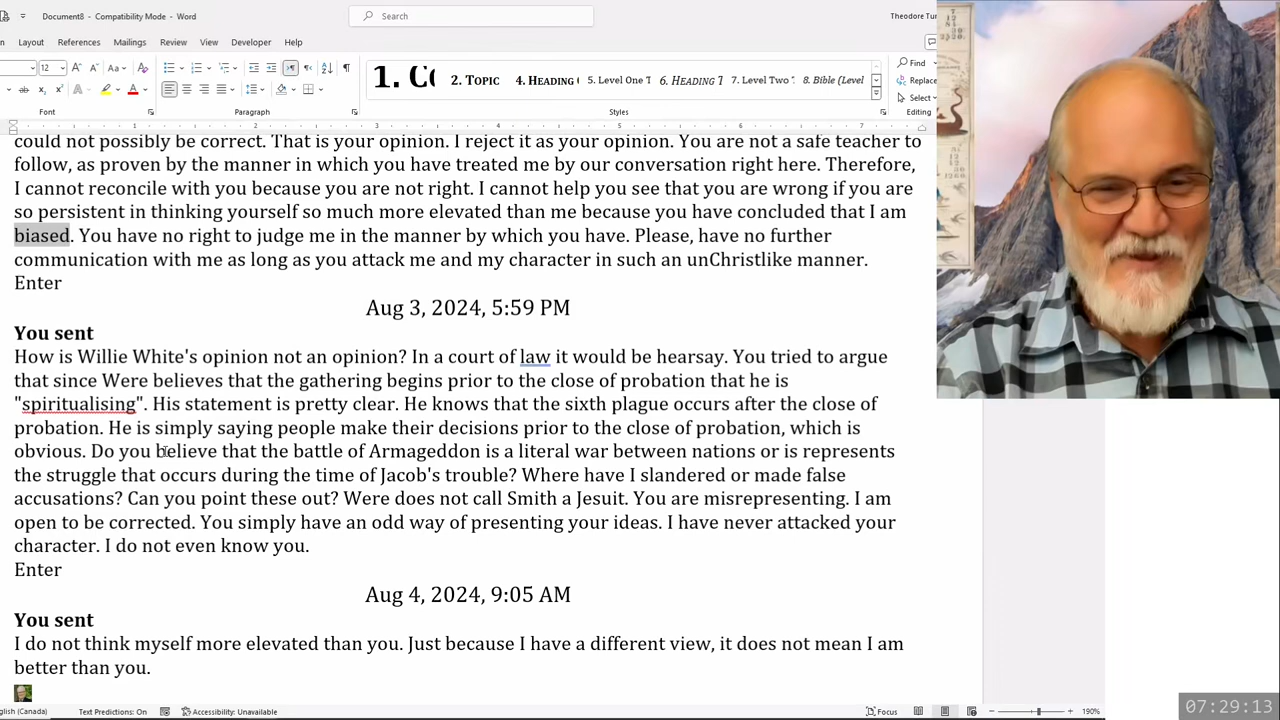 Document8 - Compatibility Mode - Word
Search
Theodore Tur
Layout References Mailings Review View Developer Help
12
Find
1. Co
2. TOPIC
4. HEADING
5. Level One T
6. HEADING T
7. Level Two
8. Bible (Level
Replace
Select
Font
Paragraph
Styles
Editing
could not possibly be correct. That is your opinion. I reject it as your opinion. You are not a safe teacher to
follow, as proven by the manner in which you have treated me by our conversation right here. Therefore,
I cannot reconcile with you because you are not right. I cannot help you see that you are wrong if you are
so persistent in thinking yourself so much more elevated than me because you have concluded that I am
biased. You have no right to judge me in the manner by which you have. Please, have no further
communication with me as long as you attack me and my character in such an unChristlike manner.
Enter
Aug 3, 2024, 5:59 PM
You sent
How is Willie White's opinion not an opinion? In a court of law it would be hearsay. You tried to argue
that since Were believes that the gathering begins prior to the close of probation that he is
"spiritualising". His statement is pretty clear. He knows that the sixth plague occurs after the close of
probation. He is simply saying people make their decisions prior to the close of probation, which is
obvious. Do you believe that the battle of Armageddon is a literal war between nations or is represents
the struggle that occurs during the time of Jacob's trouble? Where have I slandered or made false
accusations? Can you point these out? Were does not call Smith a Jesuit. You are misrepresenting. I am
open to be corrected. You simply have an odd way of presenting your ideas. I have never attacked your
character. I do not even know you.
Enter
Aug 4, 2024, 9:05 AM
You sent
I do not think myself more elevated than you. Just because I have a different view, it does not mean I am
better than you.
glish (Canada)
Text Predictions: On
Accessibility: Unavailable
Focus
190%
07:29:13